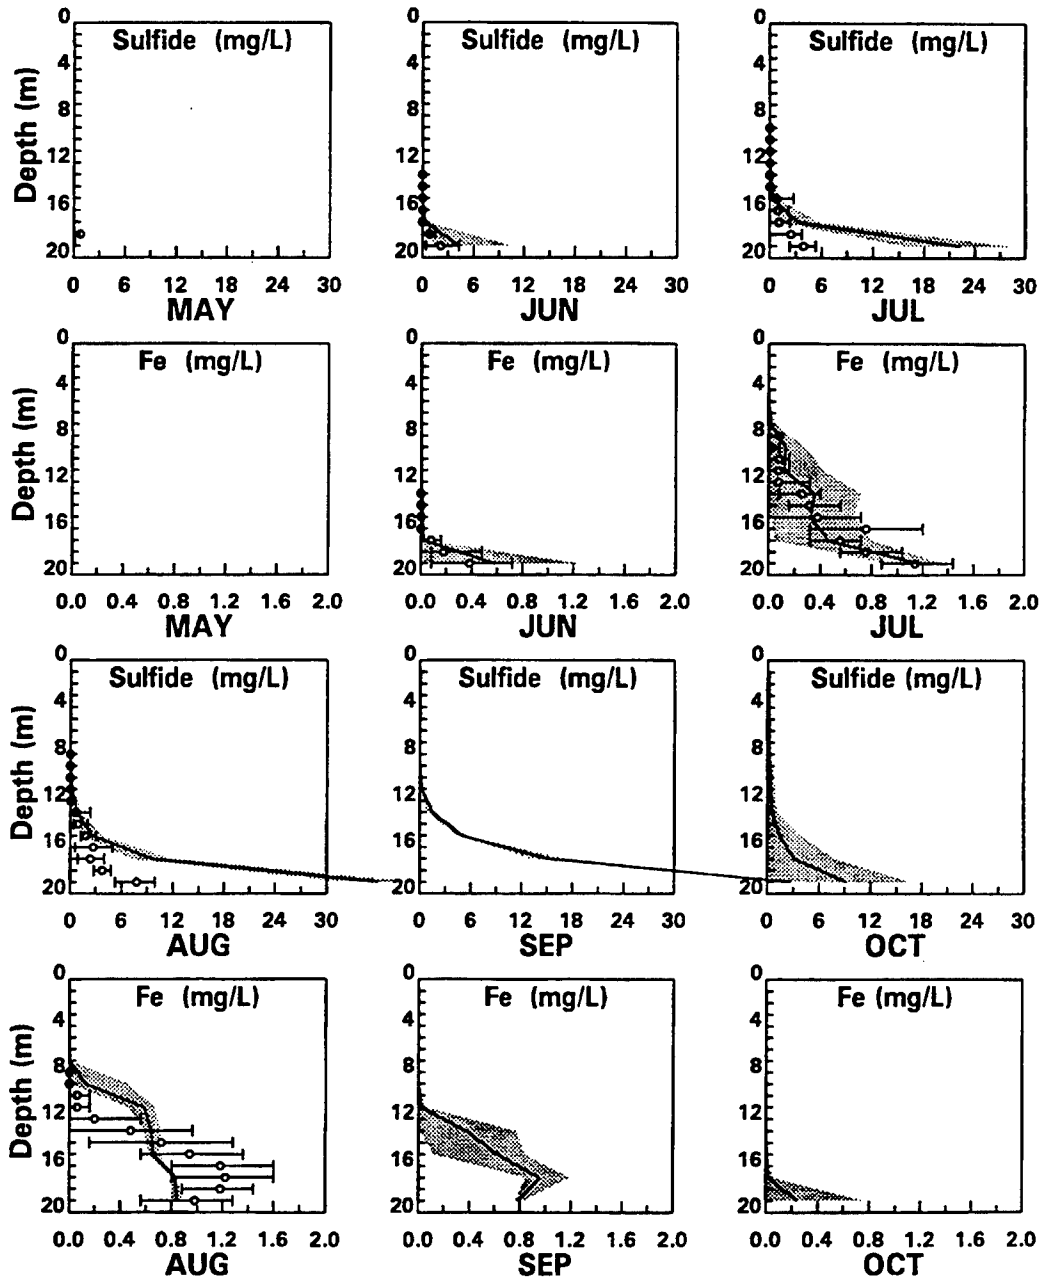 Sulfide (mg/L) Sulfide (mg/L) Sulfide (mg/L)
Depth (m)
0 0 0
4 4 4
8 8 8
12 12 12
16 16 16
20 20 20
0 6 12 18 24 30 0 6 12 18 24 30 0 6 12 18 24 30
MAY JUN JUL
Fe (mg/L) Fe (mg/L) Fe (mg/L)
Depth (m)
0 0 0
4 4 4
8 8 8
12 12 12
16 16 16
20 20 20
0.0 0.4 0.8 1.2 1.6 2.0 0.0 0.4 0.8 1.2 1.6 2.0 0.0 0.4 0.8 1.2 1.6 2.0
MAY JUN JUL
Sulfide (mg/L) Sulfide (mg/L) Sulfide (mg/L)
Depth (m)
0 0 0
4 4 4
8 8 8
12 12 12
16 16 16
20 20 20
0 6 12 18 24 30 0 6 12 18 24 30 0 6 12 18 24 30
AUG SEP OCT
Fe (mg/L) Fe (mg/L) Fe (mg/L)
Depth (m)
0 0 0
4 4 4
8 8 8
12 12 12
16 16 16
20 20 20
0.0 0.4 0.8 1.2 1.6 2.0 0.0 0.4 0.8 1.2 1.6 2.0 0.0 0.4 0.8 1.2 1.6 2.0
AUG SEP OCT